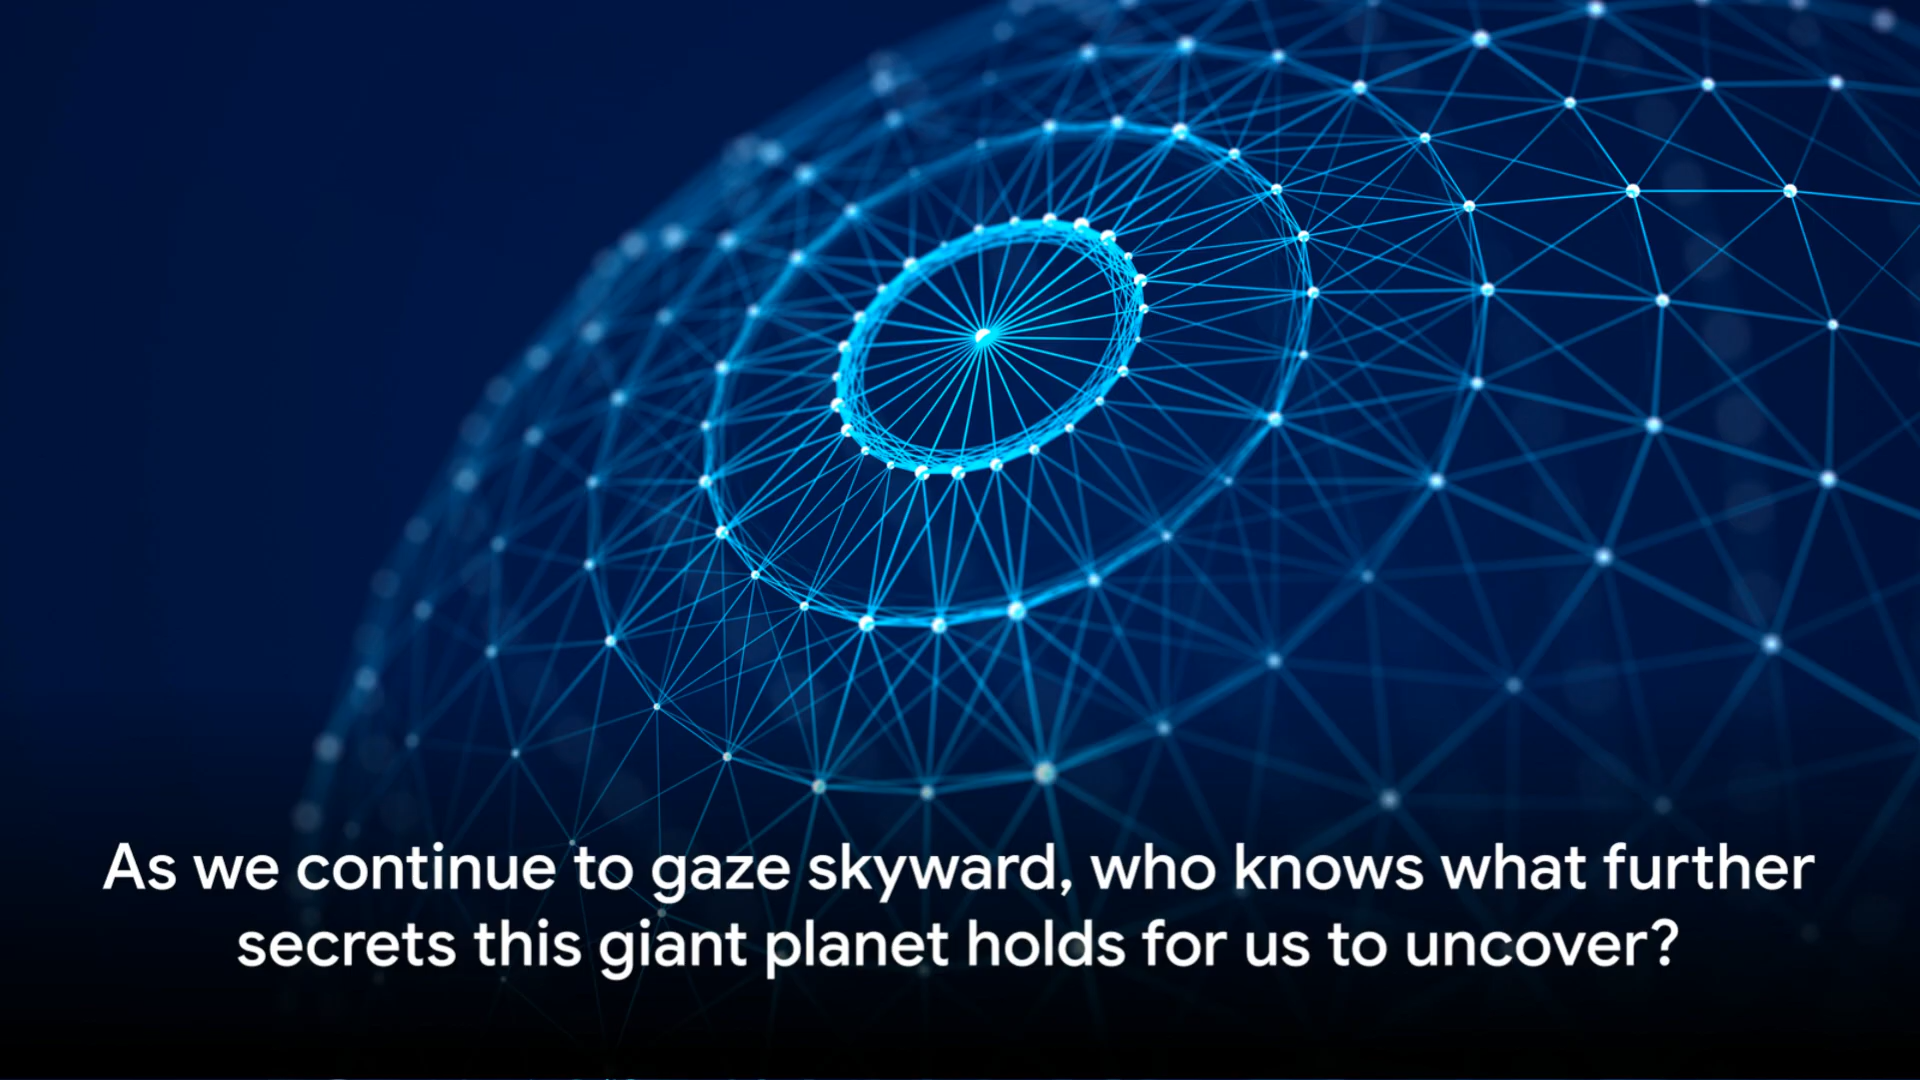 As we continue to gaze skyward, who knows what further
secrets this giant planet holds for us to uncover?